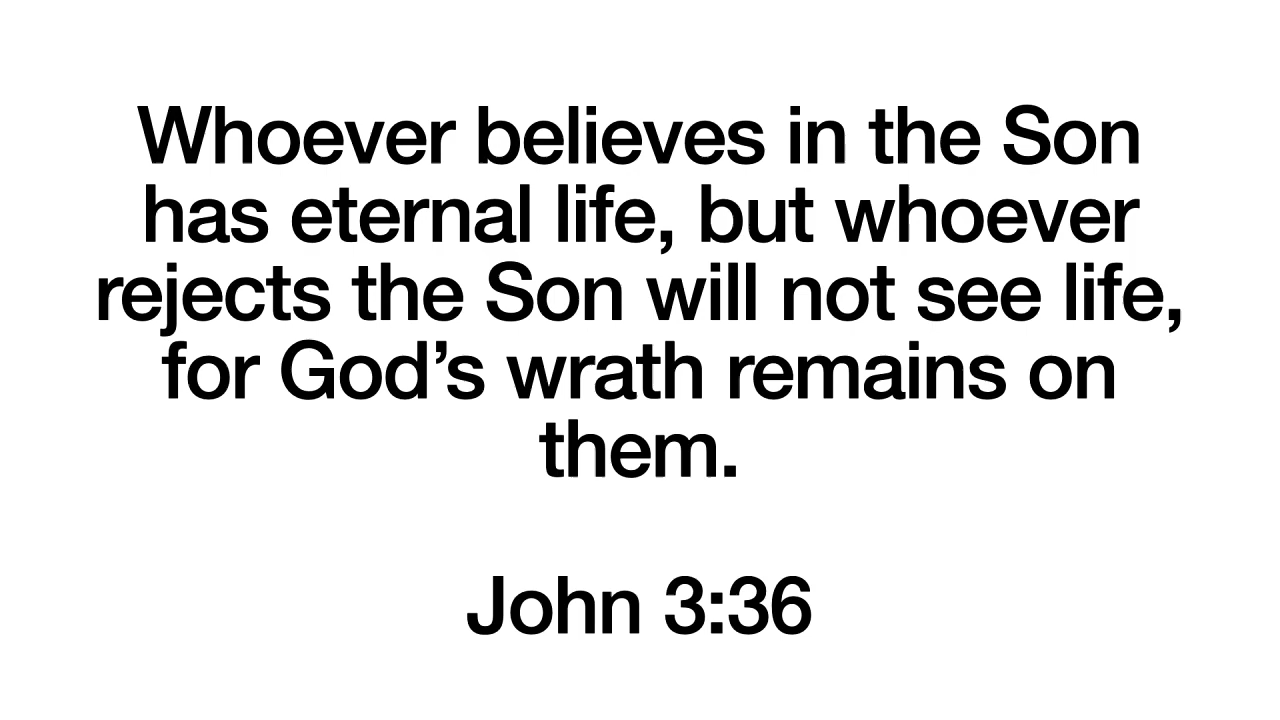 Whoever believes in the Son
has eternal life, but whoever
rejects the Son will not see life,
for God’s wrath remains on
them.
John 3:36